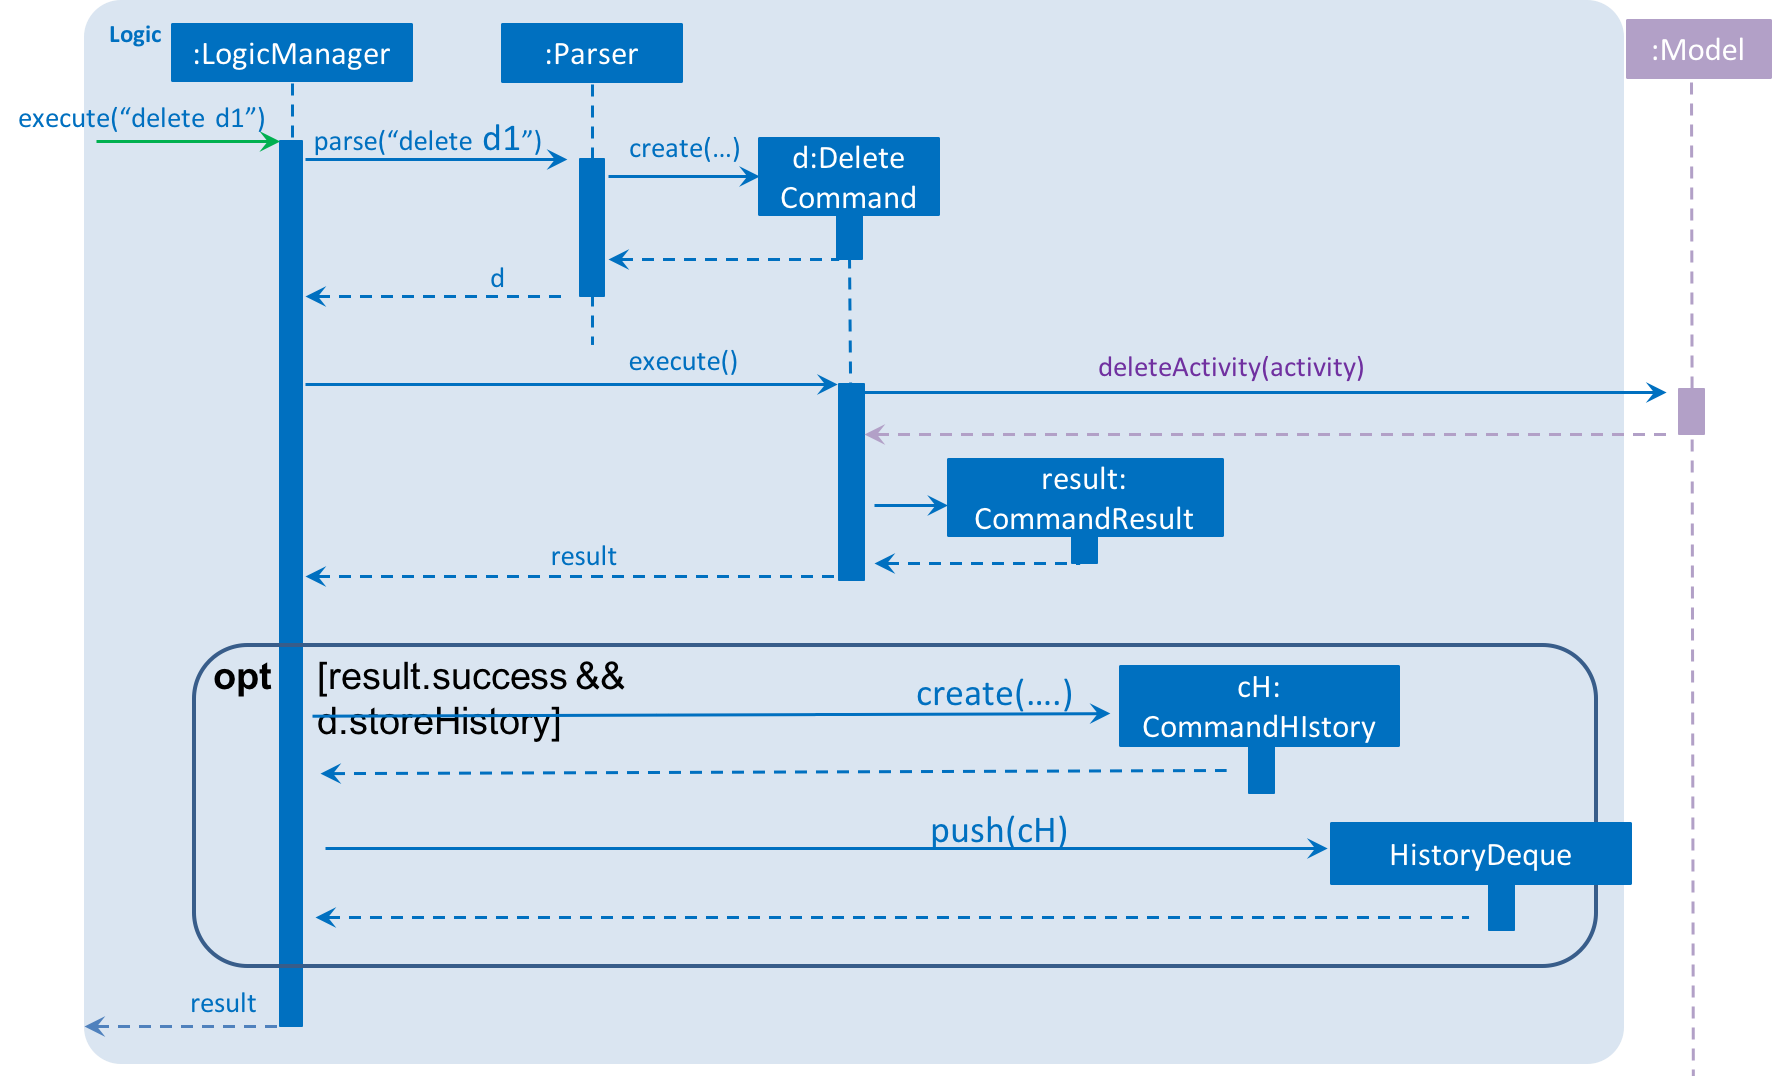 Logic
:LogicManager
:Parser
:Model
execute(“delete d1”)
parse(“delete d1”)
create(...)
d:Delete
Command
d
execute()
deleteActivity(activity)
result:
CommandResult
result
opt
[result.success &&
d.storeHistory]
create(....)
cH:
CommandHIstory
push(cH)
HistoryDeque
result